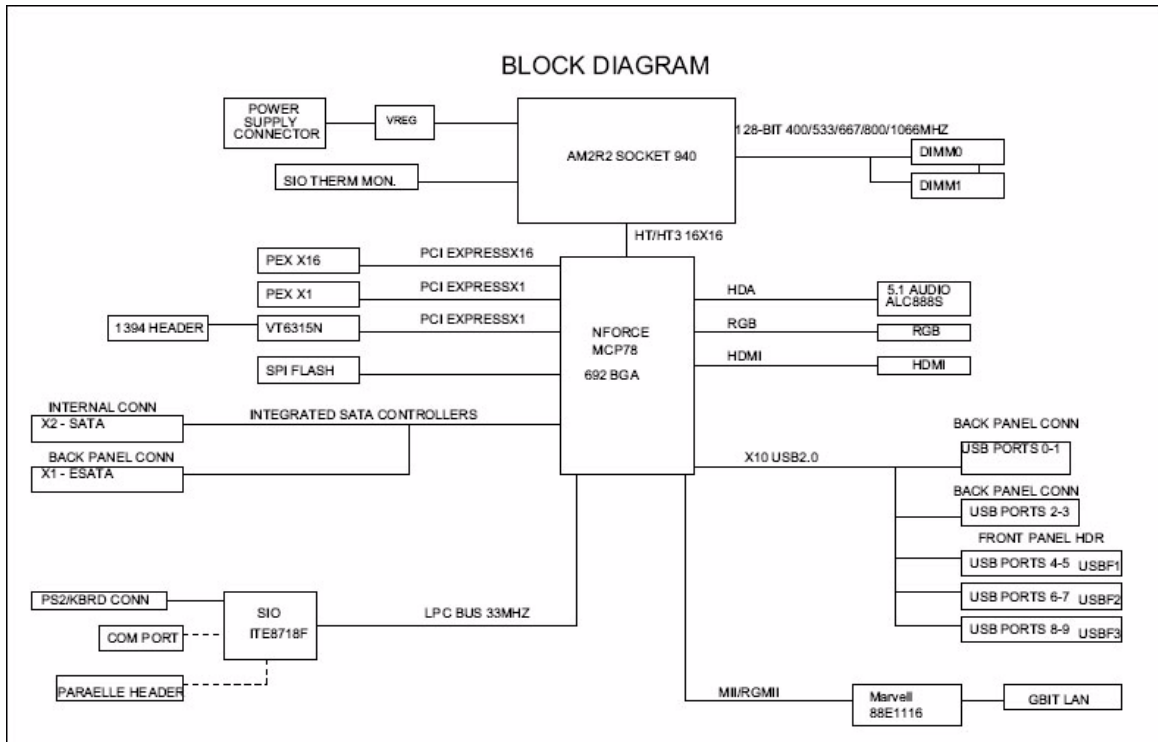 BLOCK DIAGRAM
POWER
SUPPLY
CONNECTOR
VREG
SIO THERM MON.
AM2R2 SOCKET 940
128-BIT 400/533/667/800/1066MHZ
DIMM0
DIMM1
HT/HT3 16X16
PEX X16
PCI EXPRESSX16
PEX X1
PCI EXPRESSX1
1394 HEADER
VT6315N
PCI EXPRESSX1
SPI FLASH
NFORCE
MCP78
692 BGA
HDA
5.1 AUDIO
ALC888S
RGB
RGB
HDMI
HDMI
INTERNAL CONN
X2 - SATA
INTEGRATED SATA CONTROLLERS
BACK PANEL CONN
X1 - ESATA
X10 USB2.0
BACK PANEL CONN
USB PORTS 0-1
BACK PANEL CONN
USB PORTS 2-3
FRONT PANEL HDR
USB PORTS 4-5 USBF1
USB PORTS 6-7 USBF2
USB PORTS 8-9 USBF3
PS2/KBRD CONN
COM PORT
PARAELLE HEADER
SIO
ITE8718F
LPC BUS 33MHZ
MII/RGMII
Marvell
88E1116
GBIT LAN